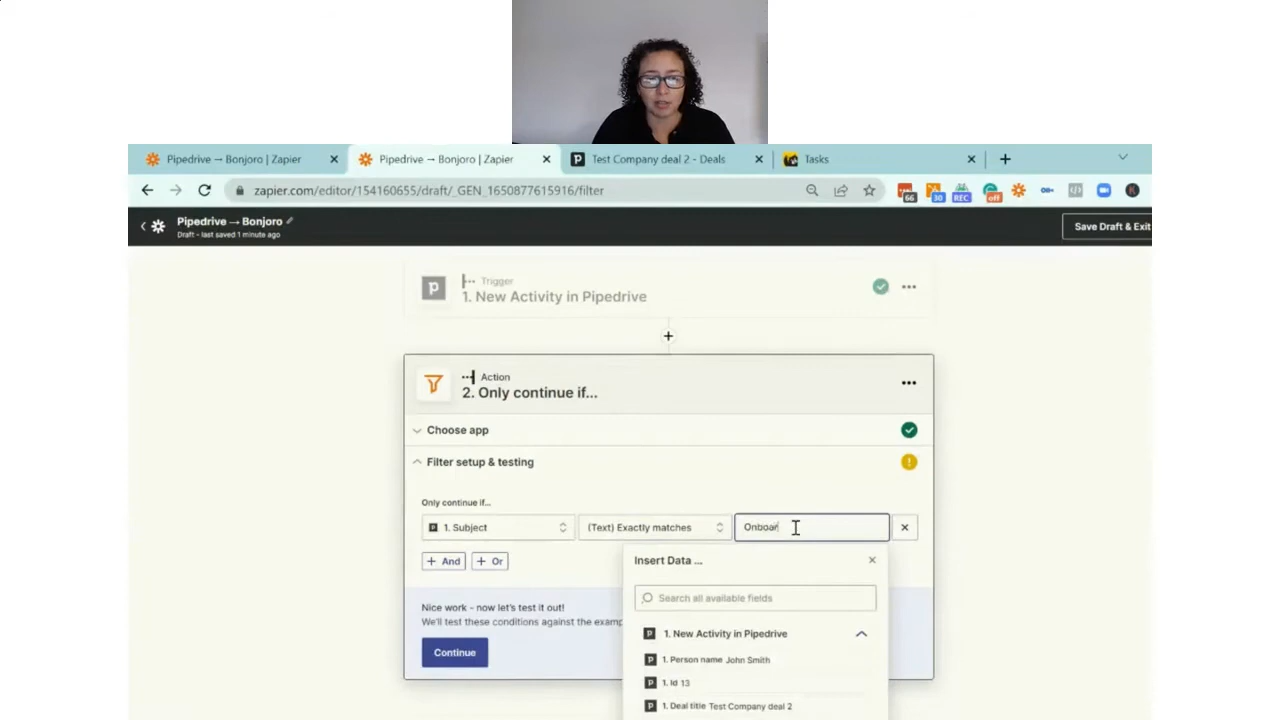 Pipedrive → Bonjoro | Zapier
Pipedrive → Bonjoro | Zapier
Test Company deal 2 - Deals
Tasks
zapier.com/editor/154160655/draft/_GEN_1650877615916/filter
66
30
REC
off
Pipedrive → Bonjoro
Draft - last saved 1 minute ago
Save Draft & Exit
Trigger
1. New Activity in Pipedrive
Action
2. Only continue if...
Choose app
Filter setup & testing
Only continue if...
1. Subject
(Text) Exactly matches
Onboar
+ And
+ Or
Insert Data ...
Search all available fields
Nice work - now let's test it out!
We'll test these conditions against the examp
Continue
1. New Activity in Pipedrive
1. Person name John Smith
1. Id 13
1. Deal title Test Company deal 2